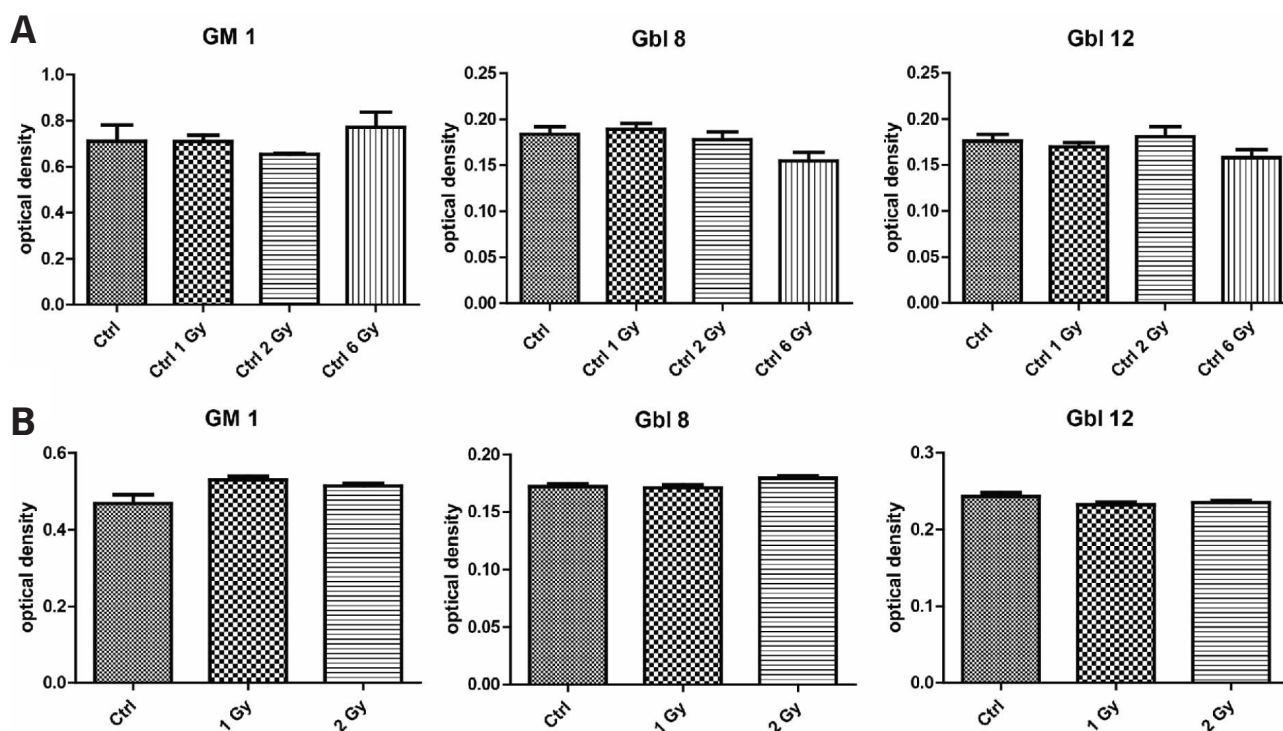 A
GM 1
optical density
1.0
0.8
0.6
0.4
0.2
0.0
Ctrl
Ctrl 1 Gy
Ctrl 2 Gy
Ctrl 6 Gy
Gbl 8
optical density
0.25
0.20
0.15
0.10
0.05
0.00
Ctrl
Ctrl 1 Gy
Ctrl 2 Gy
Ctrl 6 Gy
Gbl 12
optical density
0.25
0.20
0.15
0.10
0.05
0.00
Ctrl
Ctrl 1 Gy
Ctrl 2 Gy
Ctrl 6 Gy
B
GM 1
optical density
0.6
0.4
0.2
0.0
Ctrl
1 Gy
2 Gy
Gbl 8
optical density
0.20
0.15
0.10
0.05
0.00
Ctrl
1 Gy
2 Gy
Gbl 12
optical density
0.3
0.2
0.1
0.0
Ctrl
1 Gy
2 Gy